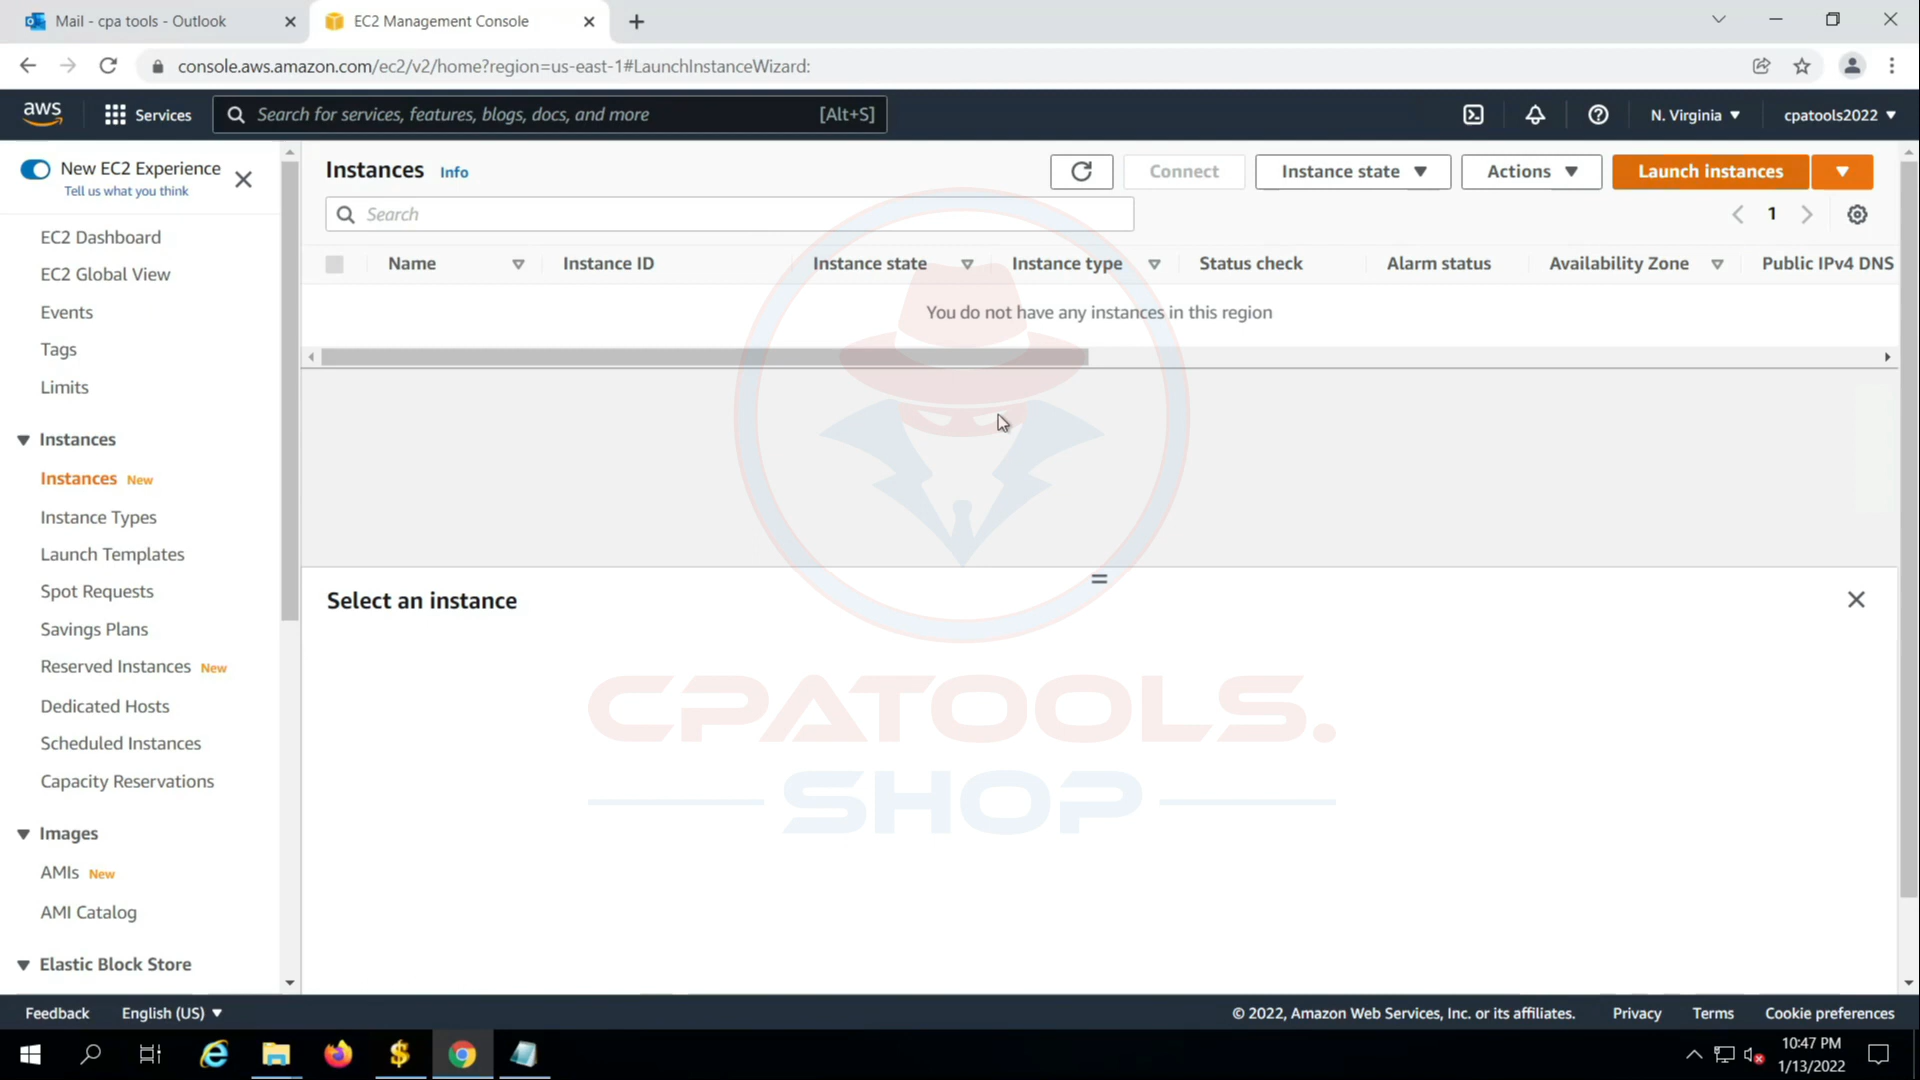 Mail - cpa tools - Outlook
EC2 Management Console
console.aws.amazon.com/ec2/v2/home?region=us-east-1#LaunchInstanceWizard:
aws
Services
Search for services, features, blogs, docs, and more
[Alt+S]
N. Virginia
cpatools2022
New EC2 Experience
Tell us what you think
EC2 Dashboard
EC2 Global View
Events
Tags
Limits
Instances
Instances New
Instance Types
Launch Templates
Spot Requests
Savings Plans
Reserved Instances New
Dedicated Hosts
Scheduled Instances
Capacity Reservations
Images
AMIs New
AMI Catalog
Elastic Block Store
Instances Info
Connect
Instance state
Actions
Launch instances
Search
1
Name
Instance ID
Instance state
Instance type
Status check
Alarm status
Availability Zone
Public IPv4 DNS
You do not have any instances in this region
Select an instance
CPATOOLS.
SHOP
Feedback
English (US)
© 2022, Amazon Web Services, Inc. or its affiliates.
Privacy
Terms
Cookie preferences
10:47 PM
1/13/2022